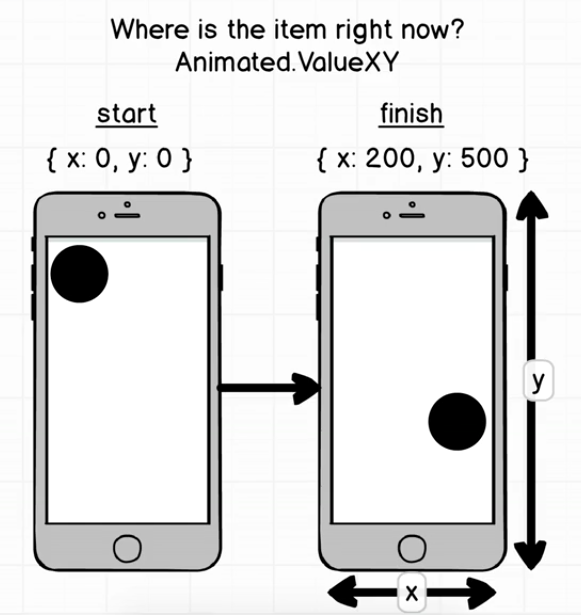 Where is the item right now?
Animated.ValueXY
start
finish
{ x: 0, y: 0 }
{ x: 200, y: 500 }
y
x